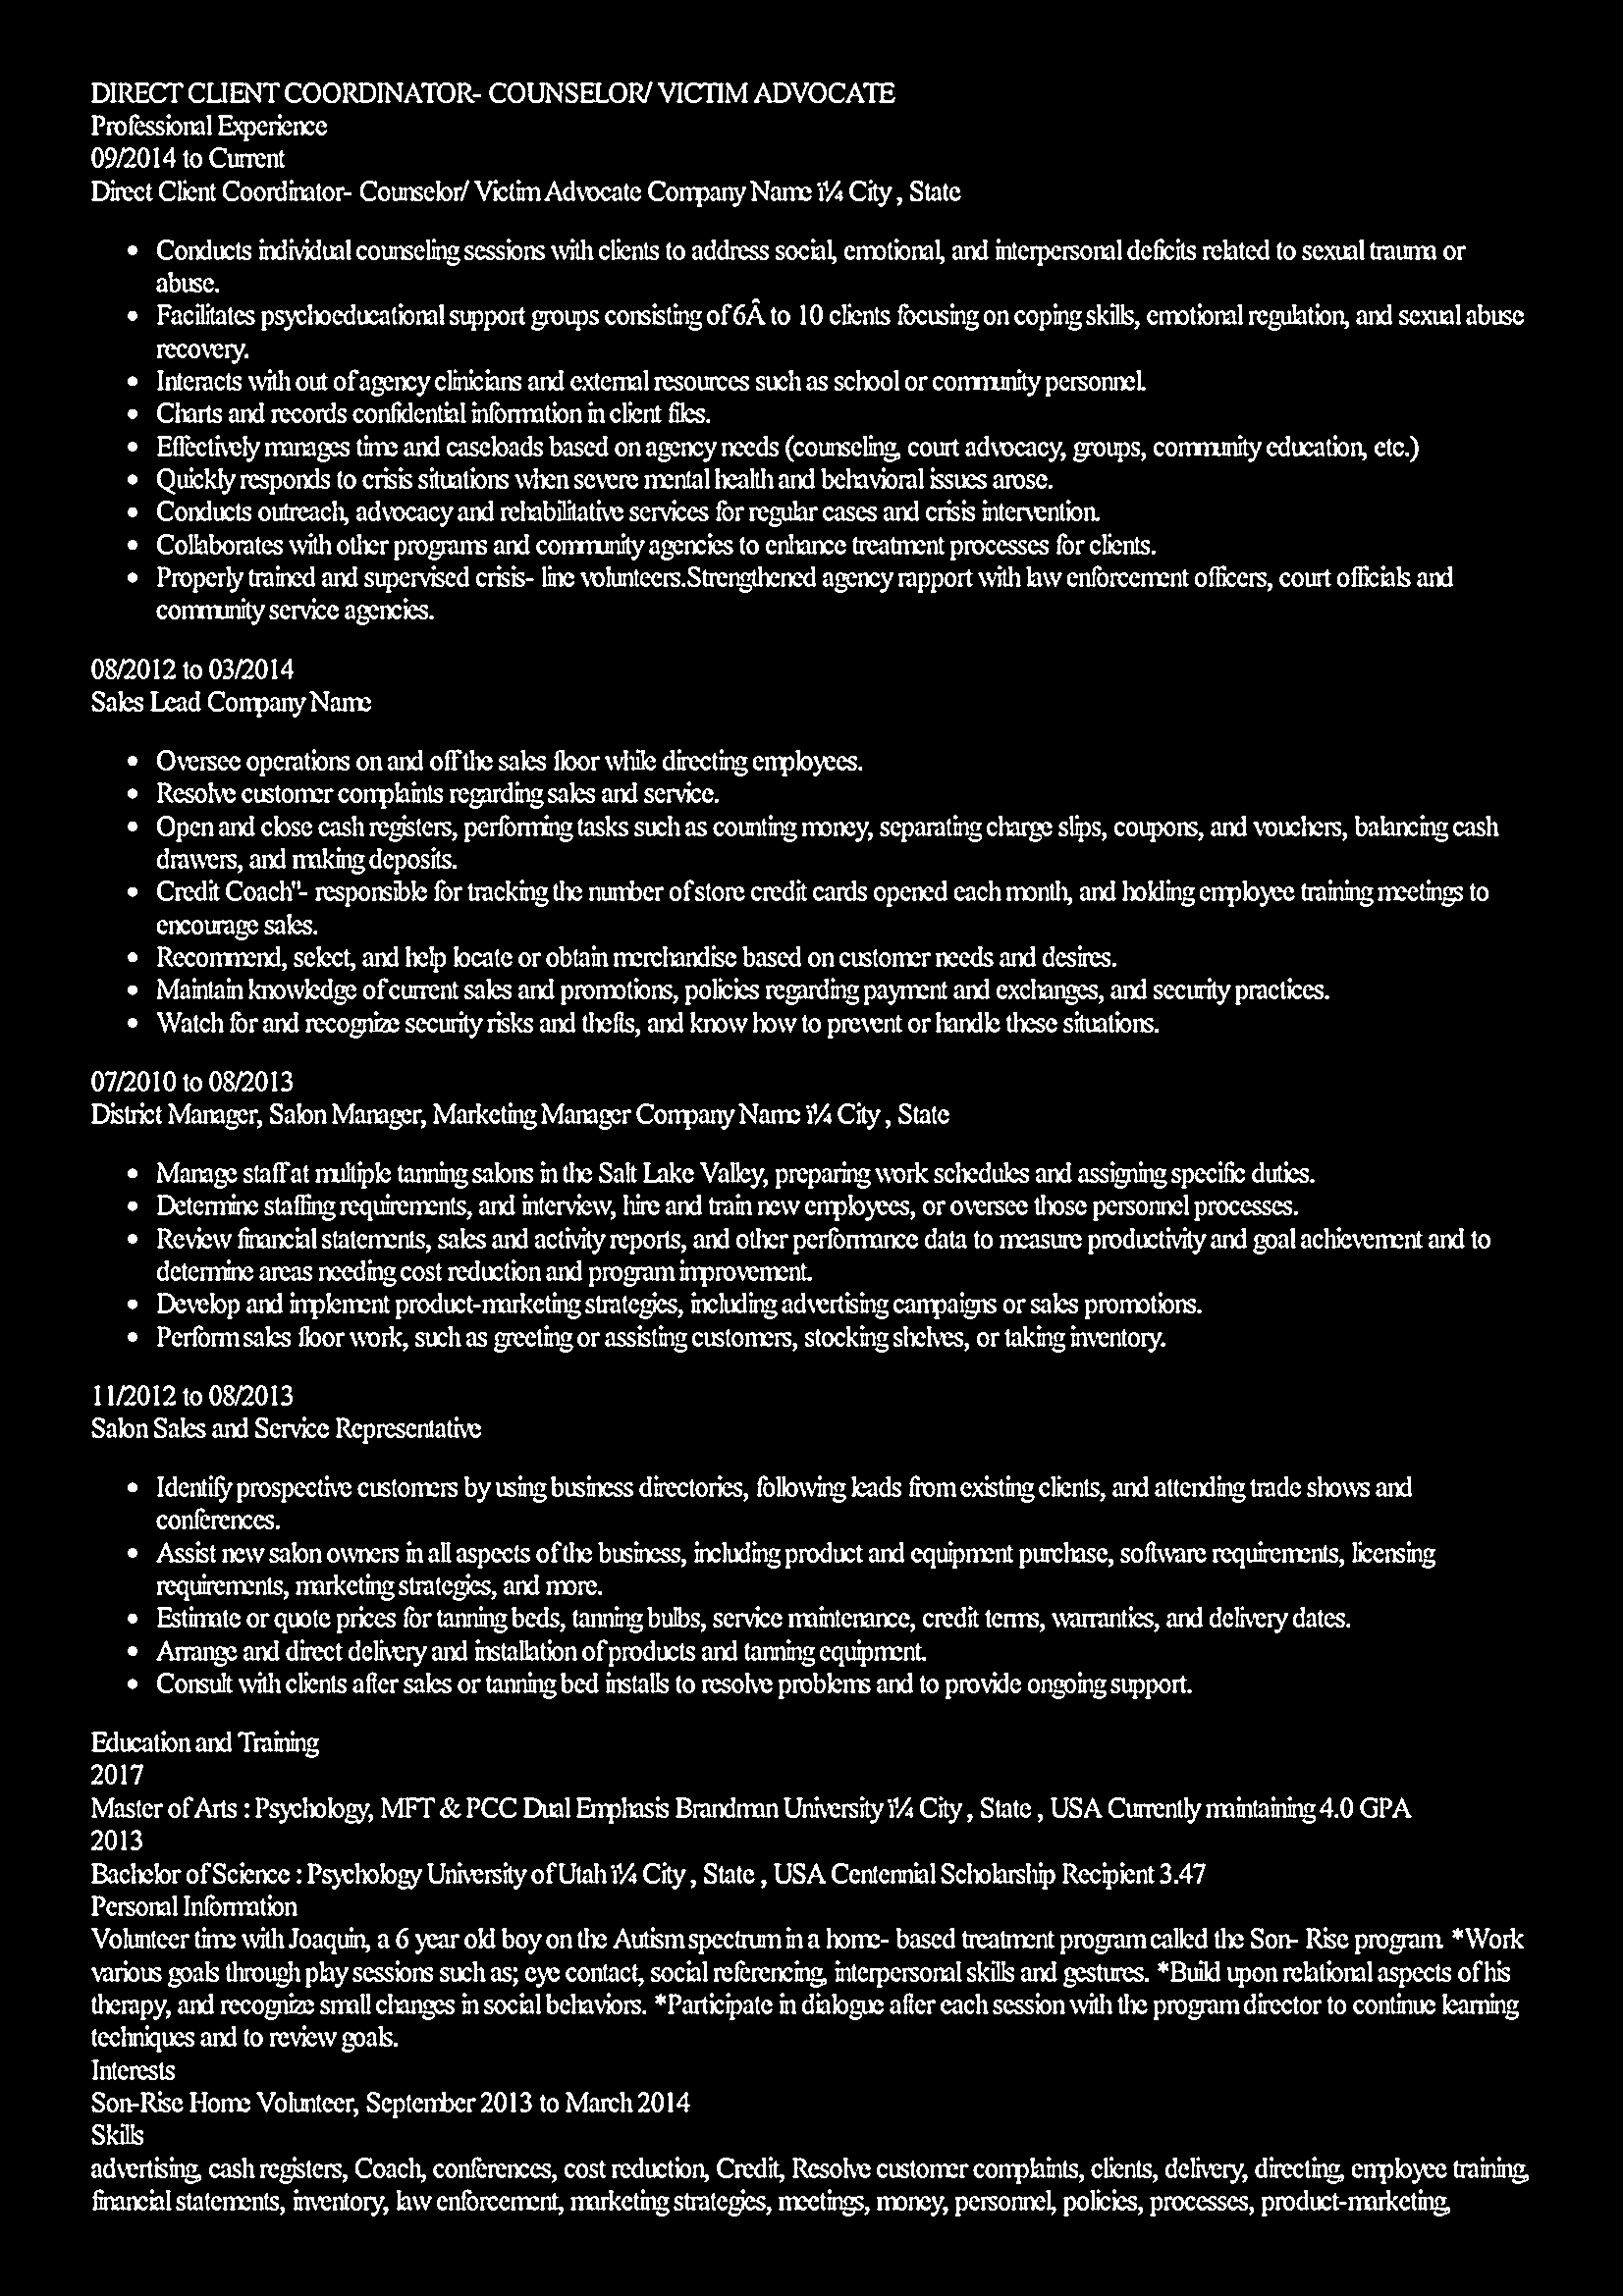 DIRECT CLIENT COORDINATOR- COUNSELOR/ VICTIM ADVOCATE
Professional Experience
09/2014 to Current
Direct Client Coordinator- Counselor/ Victim Advocate Company Name ï¼ City , State
• Conducts individual counseling sessions with clients to address social, emotional, and interpersonal deficits related to sexual trauma or
abuse.
• Facilitates psychoeducational support groups consisting of 6Â to 10 clients focusing on coping skills, emotional regulation, and sexual abuse
recovery.
• Interacts with out of agency clinicians and external resources such as school or community personnel.
• Charts and records confidential information in client files.
• Effectively manages time and caseloads based on agency needs (counseling, court advocacy, groups, community education, etc.)
• Quickly responds to crisis situations when severe mental health and behavioral issues arose.
• Conducts outreach, advocacy and rehabilitative services for regular cases and crisis intervention.
• Collaborates with other programs and community agencies to enhance treatment processes for clients.
• Properly trained and supervised crisis- line volunteers.Strengthened agency rapport with law enforcement officers, court officials and
community service agencies.
08/2012 to 03/2014
Sales Lead Company Name
• Oversee operations on and off the sales floor while directing employees.
• Resolve customer complaints regarding sales and service.
• Open and close cash registers, performing tasks such as counting money, separating charge slips, coupons, and vouchers, balancing cash
drawers, and making deposits.
• Credit Coach"- responsible for tracking the number of store credit cards opened each month, and holding employee training meetings to
encourage sales.
• Recommend, select, and help locate or obtain merchandise based on customer needs and desires.
• Maintain knowledge of current sales and promotions, policies regarding payment and exchanges, and security practices.
• Watch for and recognize security risks and thefts, and know how to prevent or handle these situations.
07/2010 to 08/2013
District Manager, Salon Manager, Marketing Manager Company Name ï¼ City , State
• Manage staff at multiple tanning salons in the Salt Lake Valley, preparing work schedules and assigning specific duties.
• Determine staffing requirements, and interview, hire and train new employees, or oversee those personnel processes.
• Review financial statements, sales and activity reports, and other performance data to measure productivity and goal achievement and to
determine areas needing cost reduction and program improvement.
• Develop and implement product-marketing strategies, including advertising campaigns or sales promotions.
• Perform sales floor work, such as greeting or assisting customers, stocking shelves, or taking inventory.
11/2012 to 08/2013
Salon Sales and Service Representative
• Identify prospective customers by using business directories, following leads from existing clients, and attending trade shows and
conferences.
• Assist new salon owners in all aspects of the business, including product and equipment purchase, software requirements, licensing
requirements, marketing strategies, and more.
• Estimate or quote prices for tanning beds, tanning bulbs, service maintenance, credit terms, warranties, and delivery dates.
• Arrange and direct delivery and installation of products and tanning equipment.
• Consult with clients after sales or tanning bed installs to resolve problems and to provide ongoing support.
Education and Training
2017
Master of Arts : Psychology, MFT & PCC Dual Emphasis Brandman University ï¼ City , State , USA Currently maintaining 4.0 GPA
2013
Bachelor of Science : Psychology University of Utah ï¼ City , State , USA Centennial Scholarship Recipient 3.47
Personal Information
Volunteer time with Joaquin, a 6 year old boy on the Autism spectrum in a home- based treatment program called the Son- Rise program. *Work
various goals through play sessions such as; eye contact, social referencing, interpersonal skills and gestures. *Build upon relational aspects of his
therapy, and recognize small changes in social behaviors. *Participate in dialogue after each session with the program director to continue learning
techniques and to review goals.
Interests
Son-Rise Home Volunteer, September 2013 to March 2014
Skills
advertising, cash registers, Coach, conferences, cost reduction, Credit, Resolve customer complaints, clients, delivery, directing, employee training,
financial statements, inventory, law enforcement, marketing strategies, meetings, money, personnel, policies, processes, product-marketing,